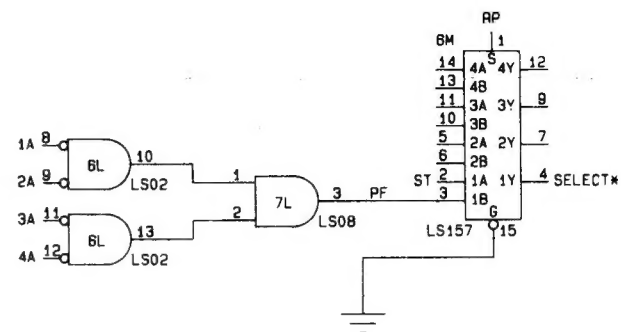 AP
6M 1
S
14 4A 4Y 12
13 4B
11 3A 3Y 9
10 3B
5 2A 2Y 7
6 2B
ST 2 1A 1Y 4 SELECT*
3 1B
G
LS157 15
1A 8
6L 10
2A 9 LS02
3A 11
6L 13
4A 12 LS02
1
7L 3 PF
2 LS08